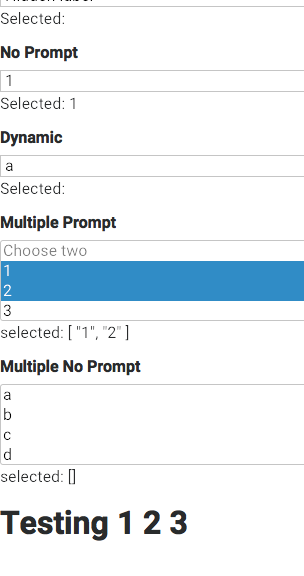 Selected:
No Prompt
1
Selected: 1
Dynamic
a
Selected:
Multiple Prompt
Choose two
1
2
3
selected: [ "1", "2" ]
Multiple No Prompt
a
b
c
d
selected: []
Testing 1 2 3